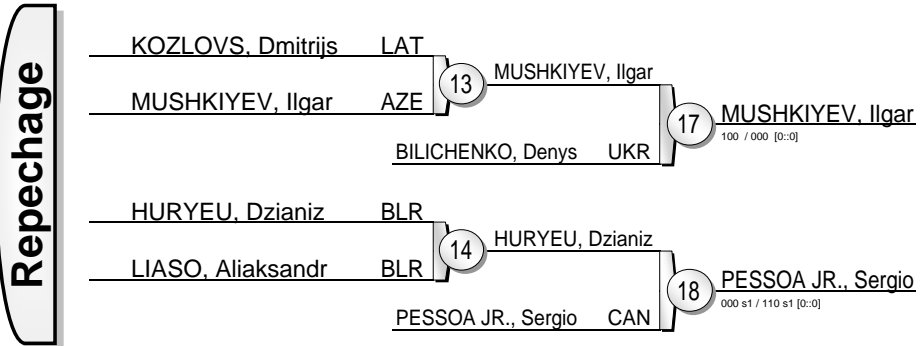 Repechage
KOZLOVS, Dmitrijs LAT
MUSHKIYEV, Ilgar AZE
13
MUSHKIYEV, Ilgar
BILICHENKO, Denys UKR
17
MUSHKIYEV, Ilgar
100 / 000 [0::0]
HURYEU, Dzianiz BLR
LIASO, Aliaksandr BLR
14
HURYEU, Dzianiz
PESSOA JR., Sergio CAN
18
PESSOA JR., Sergio
000 s1 / 110 s1 [0::0]